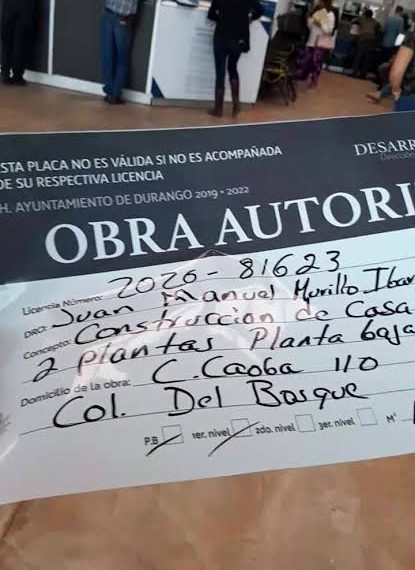 ESTA PLACA NO ES VÁLIDA SI NO ES ACOMPAÑADA
DE SU RESPECTIVA LICENCIA
H. AYUNTAMIENTO DE DURANGO 2019 - 2022
DESARR
Direcció
OBRA AUTORI
Licencia Número: 2020-81623
DRO: Juan Manuel Murillo Ibar
Concepto: Construccion de Casa
2 plantas Planta baja
Domicilio de la obra: C. Caoba 110
Col. Del Bosque
P.B 1er. nivel 2do. nivel 3er. nivel M²